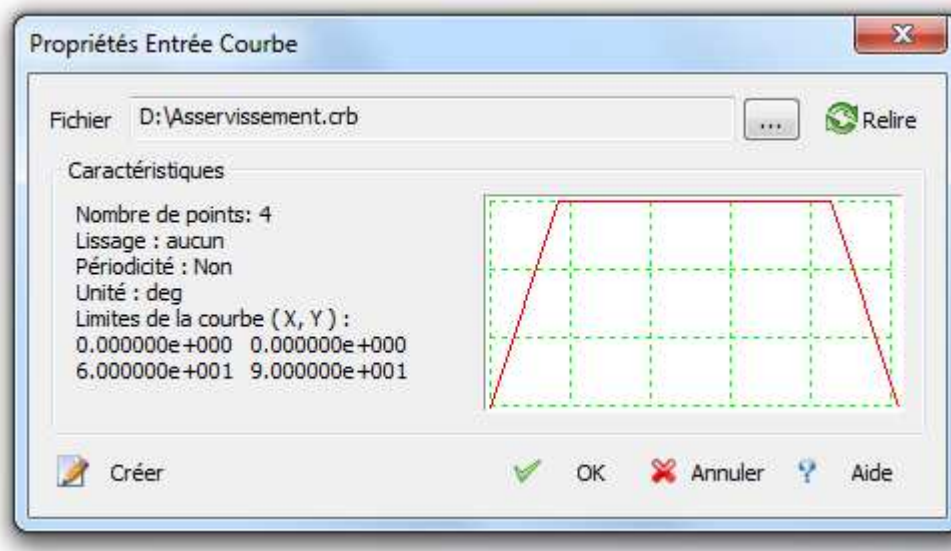 Propriétés Entrée Courbe
Fichier D:\Asservissement.crb ... Relire
Caractéristiques
Nombre de points: 4
Lissage : aucun
Périodicité : Non
Unité : deg
Limites de la courbe ( X, Y ) :
0.000000e+000 0.000000e+000
6.000000e+001 9.000000e+001
Créer OK Annuler Aide